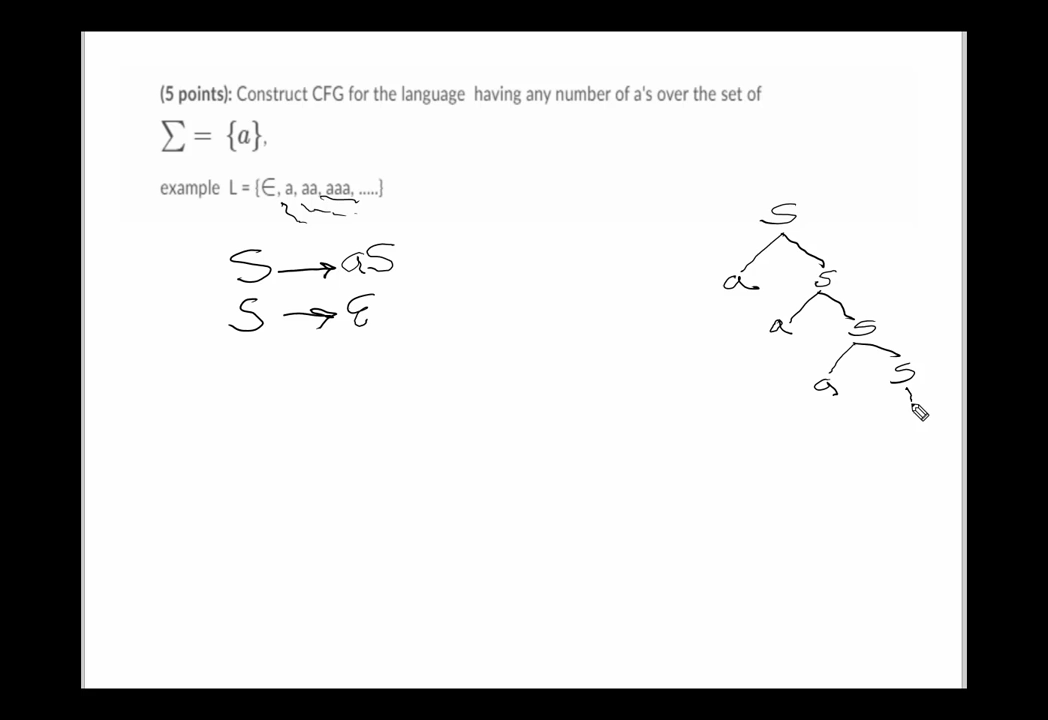 (5 points): Construct CFG for the language having any number of a's over the set of
∑ = {a}.
example L = {∈, a, aa, aaa, .....}
S → aS
S → ε
S
a S
a S
a S